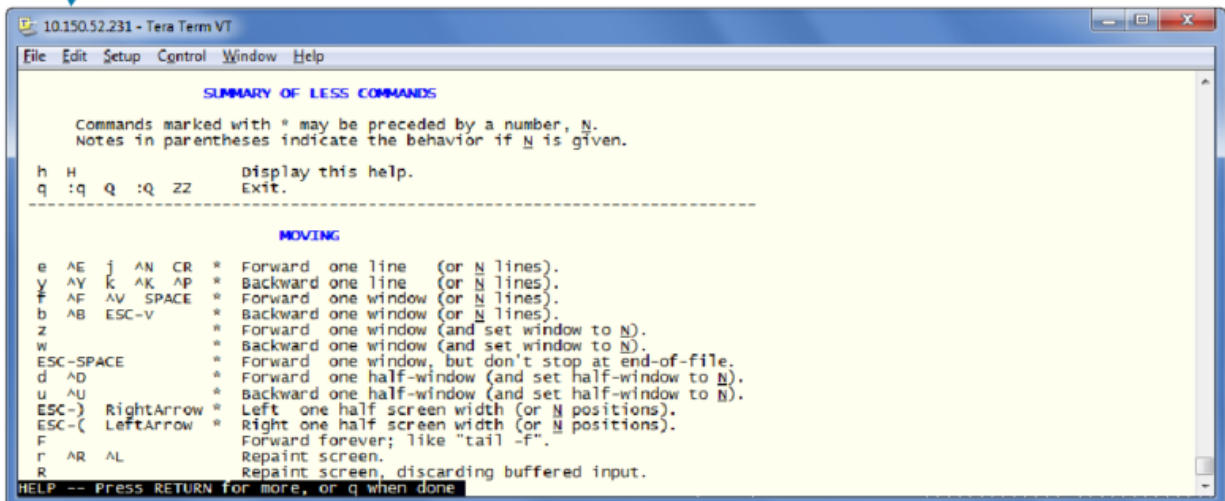 10.150.52.231 - Tera Term VT
File Edit Setup Control Window Help
SUMMARY OF LESS COMMANDS
Commands marked with * may be preceded by a number, N.
Notes in parentheses indicate the behavior if N is given.
h H Display this help.
q :q Q :Q ZZ Exit.
---------------------------------------------------------------------------
MOVING
e ^E j ^N CR * Forward one line (or N lines).
y ^Y k ^K ^P * Backward one line (or N lines).
f ^F ^V SPACE * Forward one window (or N lines).
b ^B ESC-v * Backward one window (or N lines).
z * Forward one window (and set window to N).
w * Backward one window (and set window to N).
ESC-SPACE * Forward one window, but don't stop at end-of-file.
d ^D * Forward one half-window (and set half-window to N).
u ^U * Backward one half-window (and set half-window to N).
ESC-) RightArrow * Left one half screen width (or N positions).
ESC-( LeftArrow * Right one half screen width (or N positions).
F Forward forever; like "tail -f".
r ^R ^L Repaint screen.
R Repaint screen, discarding buffered input.
HELP -- Press RETURN for more, or q when done